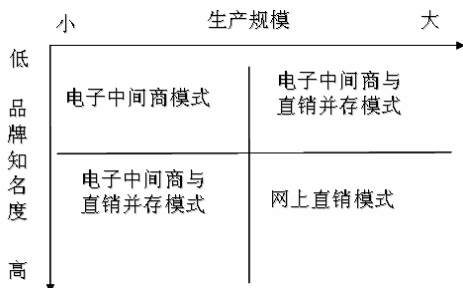 小 生产规模 大
低
电子中间商模式
电子中间商与
直销并存模式
品牌知名度
电子中间商与
直销并存模式
网上直销模式
高